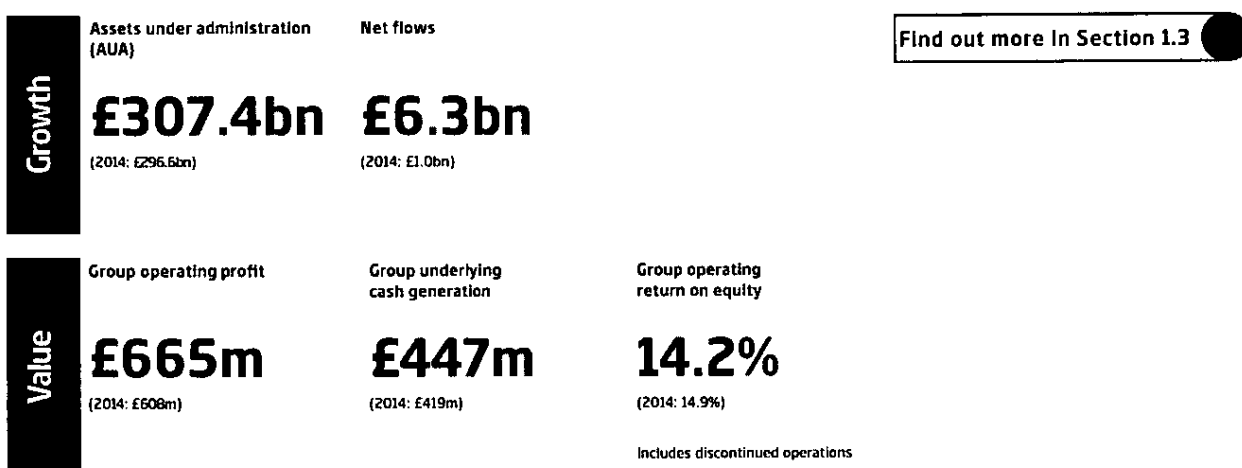 Growth
Assets under administration
(AUA)
£307.4bn
(2014: £296.6bn)
Net flows
£6.3bn
(2014: £1.0bn)
Find out more in Section 1.3
Value
Group operating profit
£665m
(2014: £608m)
Group underlying
cash generation
£447m
(2014: £419m)
Group operating
return on equity
14.2%
(2014: 14.9%)
Includes discontinued operations